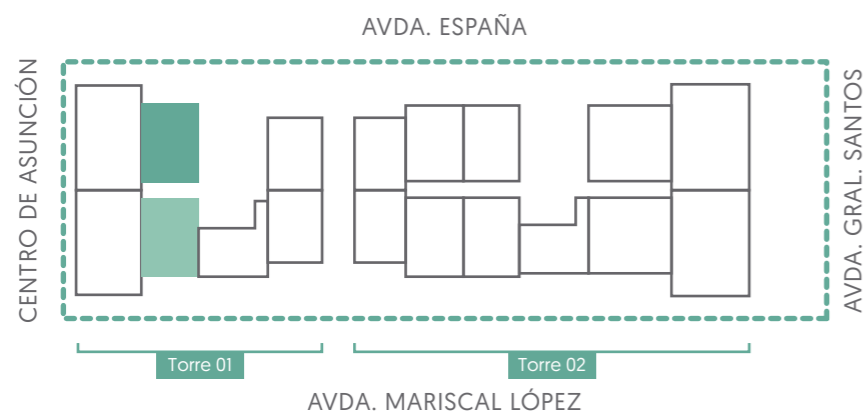 AVDA. ESPAÑA
CENTRO DE ASUNCIÓN
AVDA. GRAL. SANTOS
Torre 01
Torre 02
AVDA. MARISCAL LÓPEZ